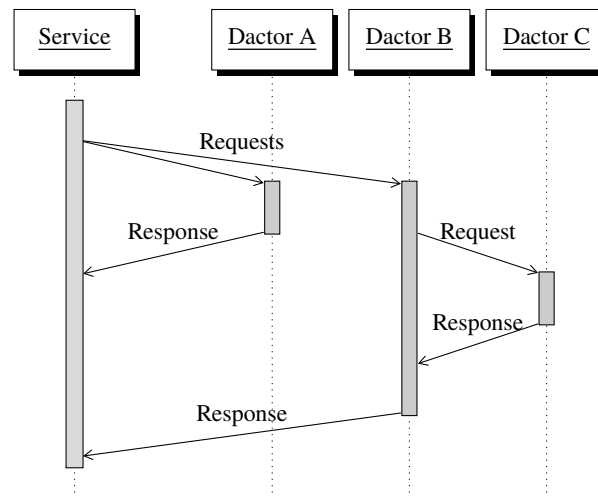 Service
Dactor A
Dactor B
Dactor C
Requests
Response
Request
Response
Response